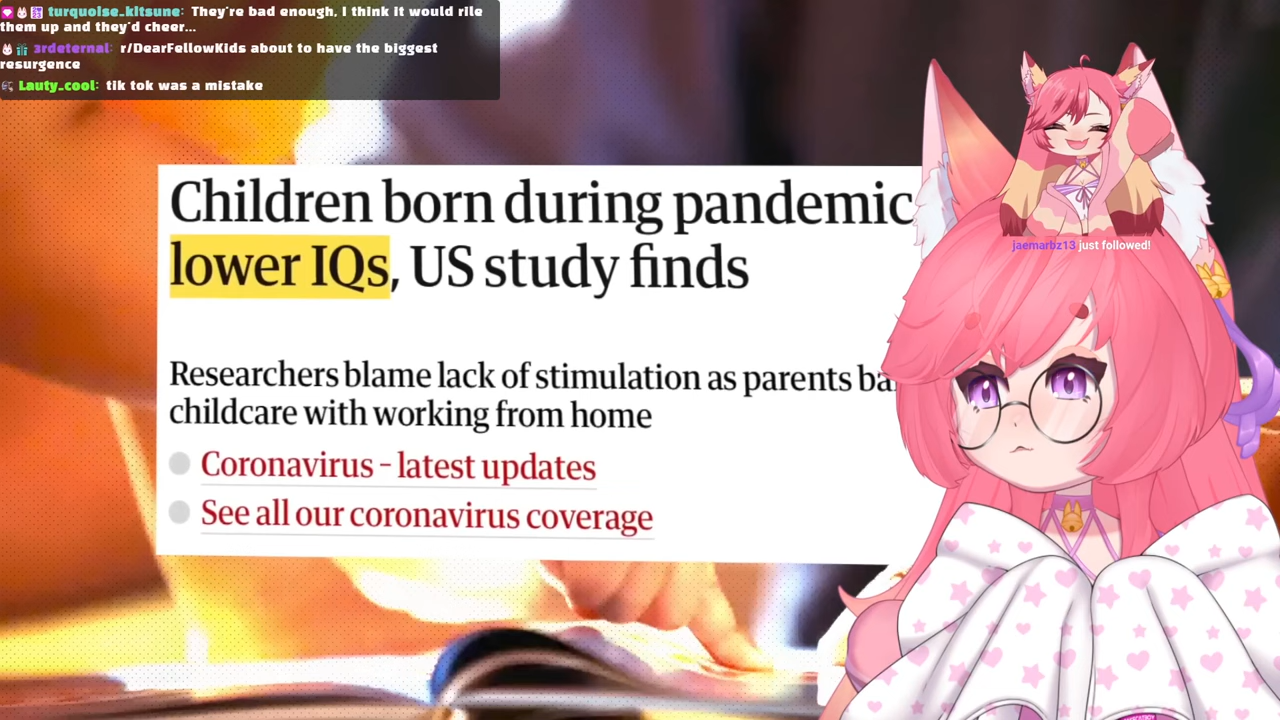 turquoise_kitsune: They're bad enough, I think it would rile
them up and they'd cheer...
3rdeternal: r/DearFellowKids about to have the biggest
resurgence
Lauty_cool: tik tok was a mistake
jaemarbz13 just followed!
Children born during pandemic
lower IQs, US study finds
Researchers blame lack of stimulation as parents
childcare with working from home
Coronavirus – latest updates
See all our coronavirus coverage